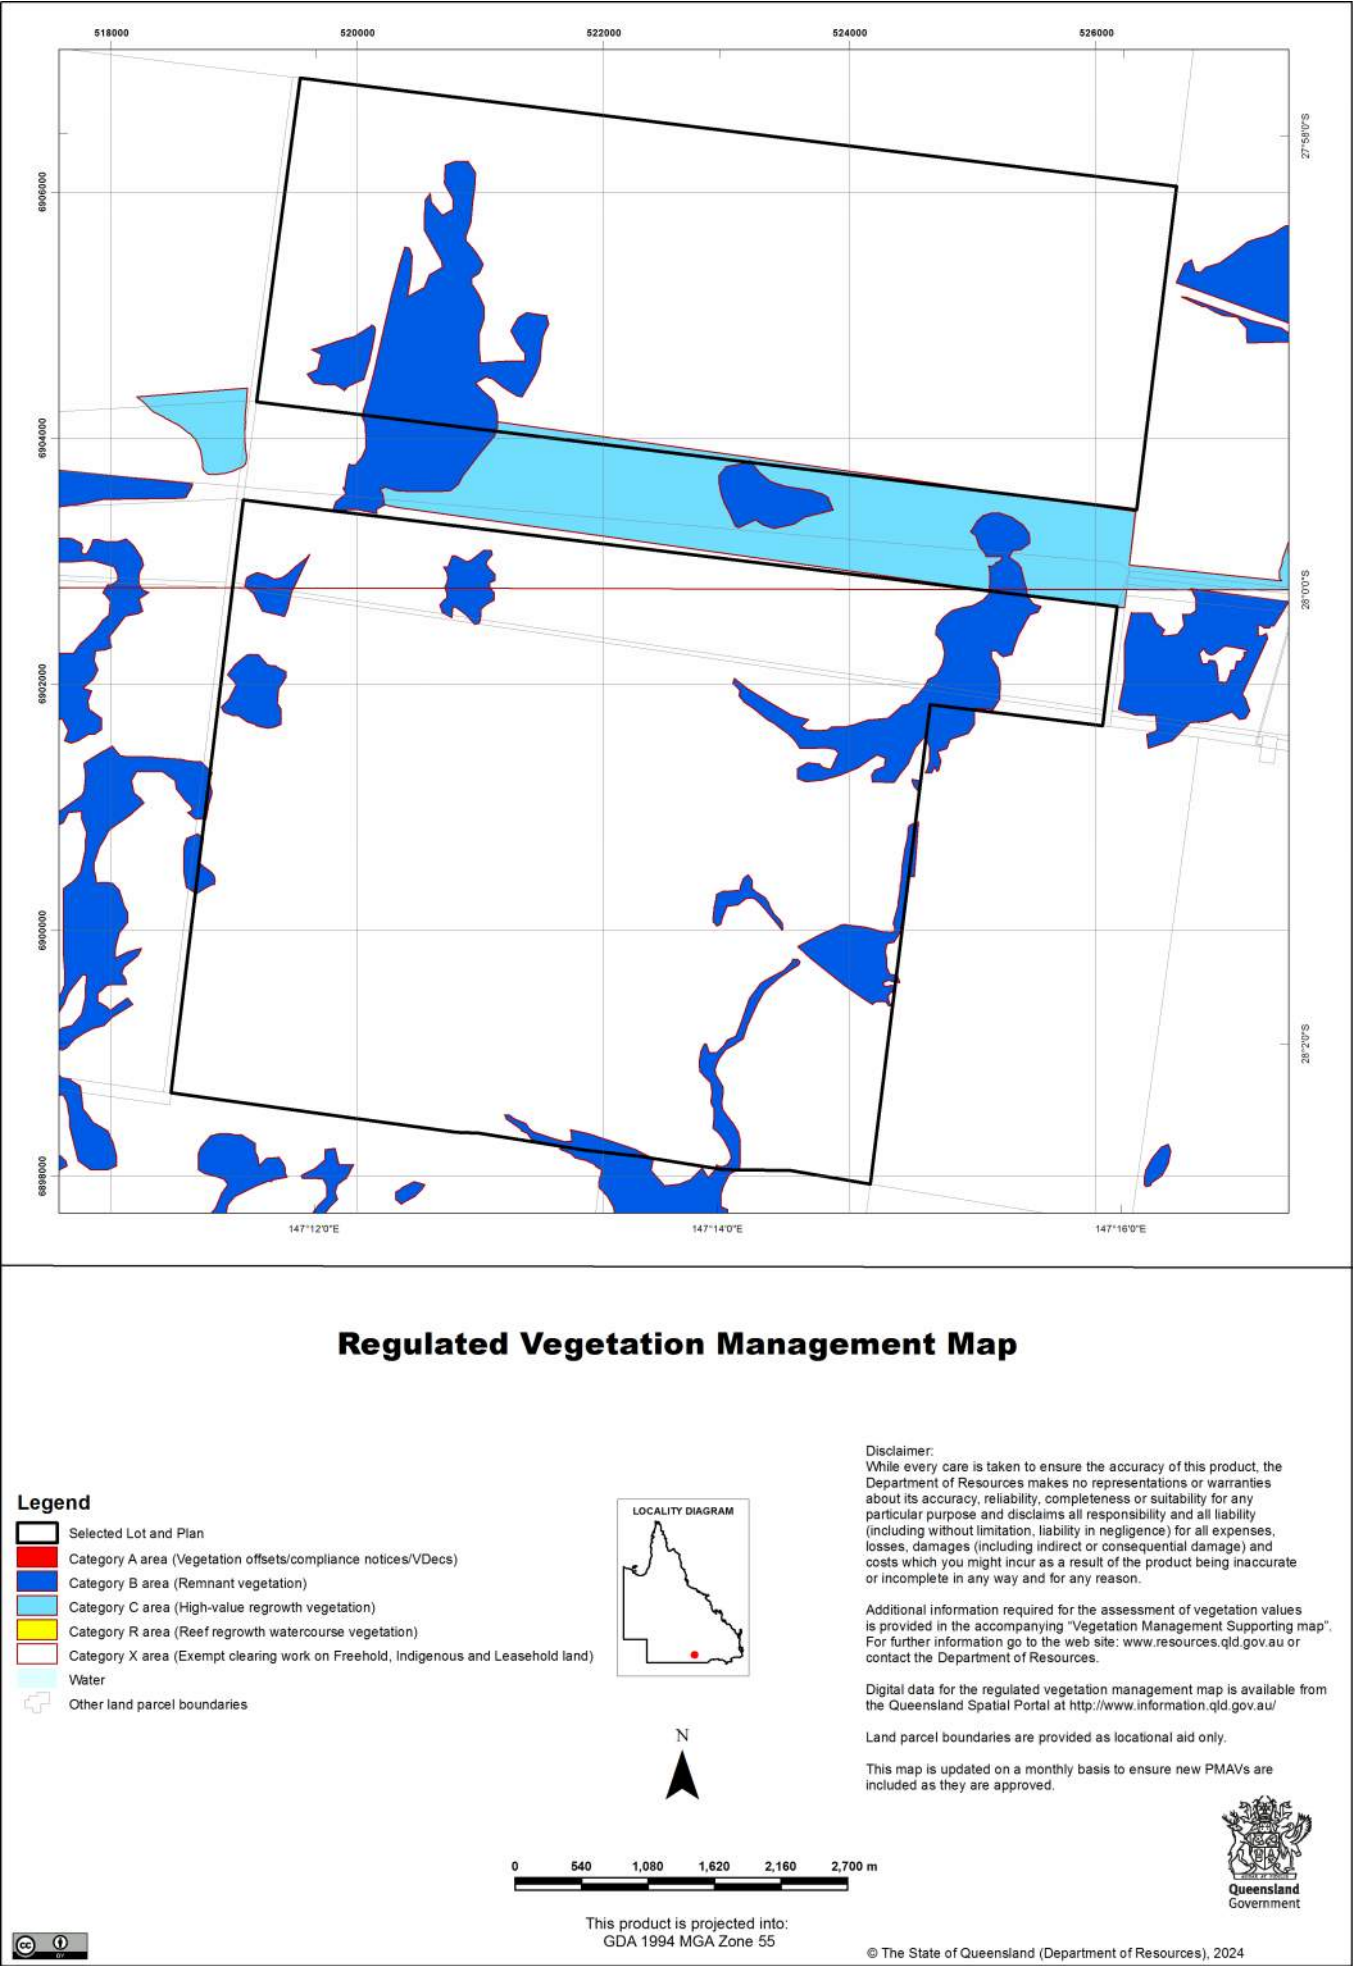 518000
520000
522000
524000
526000
27°58'0"S
6906000
6904000
28°0'0"S
6902000
6900000
28°2'0"S
6898000
147°12'0"E
147°14'0"E
147°16'0"E
Regulated Vegetation Management Map
Legend
Selected Lot and Plan
Category A area (Vegetation offsets/compliance notices/VDecs)
Category B area (Remnant vegetation)
Category C area (High-value regrowth vegetation)
Category R area (Reef regrowth watercourse vegetation)
Category X area (Exempt clearing work on Freehold, Indigenous and Leasehold land)
Water
Other land parcel boundaries
LOCALITY DIAGRAM
N
0 540 1,080 1,620 2,160 2,700 m
This product is projected into:
GDA 1994 MGA Zone 55
Disclaimer:
While every care is taken to ensure the accuracy of this product, the
Department of Resources makes no representations or warranties
about its accuracy, reliability, completeness or suitability for any
particular purpose and disclaims all responsibility and all liability
(including without limitation, liability in negligence) for all expenses,
losses, damages (including indirect or consequential damage) and
costs which you might incur as a result of the product being inaccurate
or incomplete in any way and for any reason.
Additional information required for the assessment of vegetation values
is provided in the accompanying "Vegetation Management Supporting map".
For further information go to the web site: www.resources.qld.gov.au or
contact the Department of Resources.
Digital data for the regulated vegetation management map is available from
the Queensland Spatial Portal at http://www.information.qld.gov.au/
Land parcel boundaries are provided as locational aid only.
This map is updated on a monthly basis to ensure new PMAVs are
included as they are approved.
Queensland
Government
cc
BY
© The State of Queensland (Department of Resources), 2024